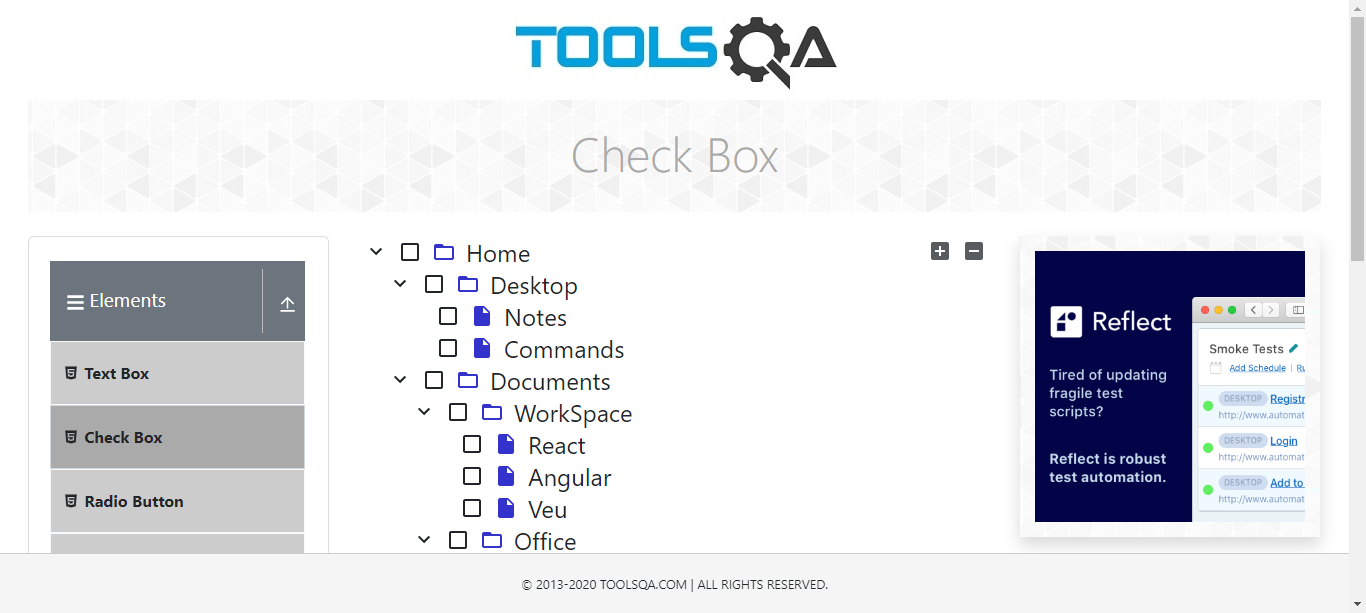 TOOLSQA
Check Box
Elements
Text Box
Check Box
Radio Button
Home
Desktop
Notes
Commands
Documents
WorkSpace
React
Angular
Veu
Office
Reflect
Tired of updating
fragile test
scripts?
Reflect is robust
test automation.
Smoke Tests
Add Schedule | Ru
DESKTOP Registr
http://www.automat
DESKTOP Login
http://www.automat
DESKTOP Add to
http://www.automat
© 2013-2020 TOOLSQA.COM | ALL RIGHTS RESERVED.